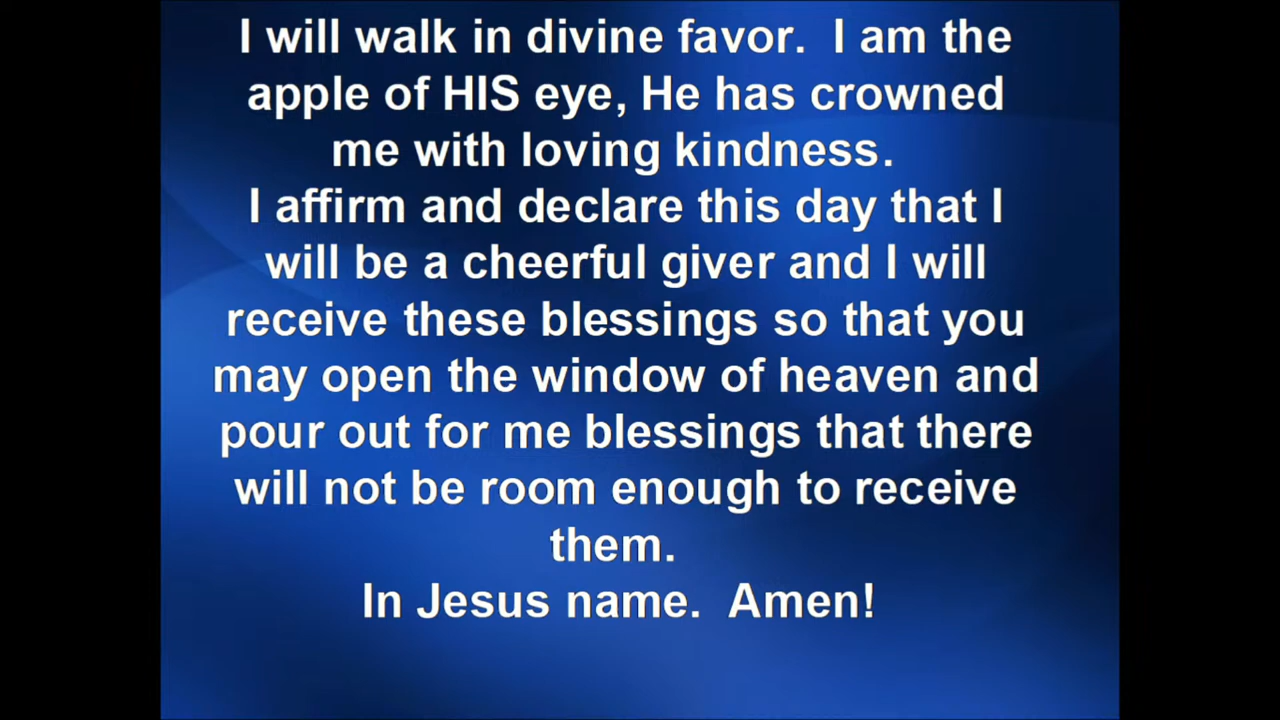 I will walk in divine favor.  I am the
apple of HIS eye, He has crowned
me with loving kindness.
I affirm and declare this day that I
will be a cheerful giver and I will
receive these blessings so that you
may open the window of heaven and
pour out for me blessings that there
will not be room enough to receive
them.
In Jesus name.  Amen!